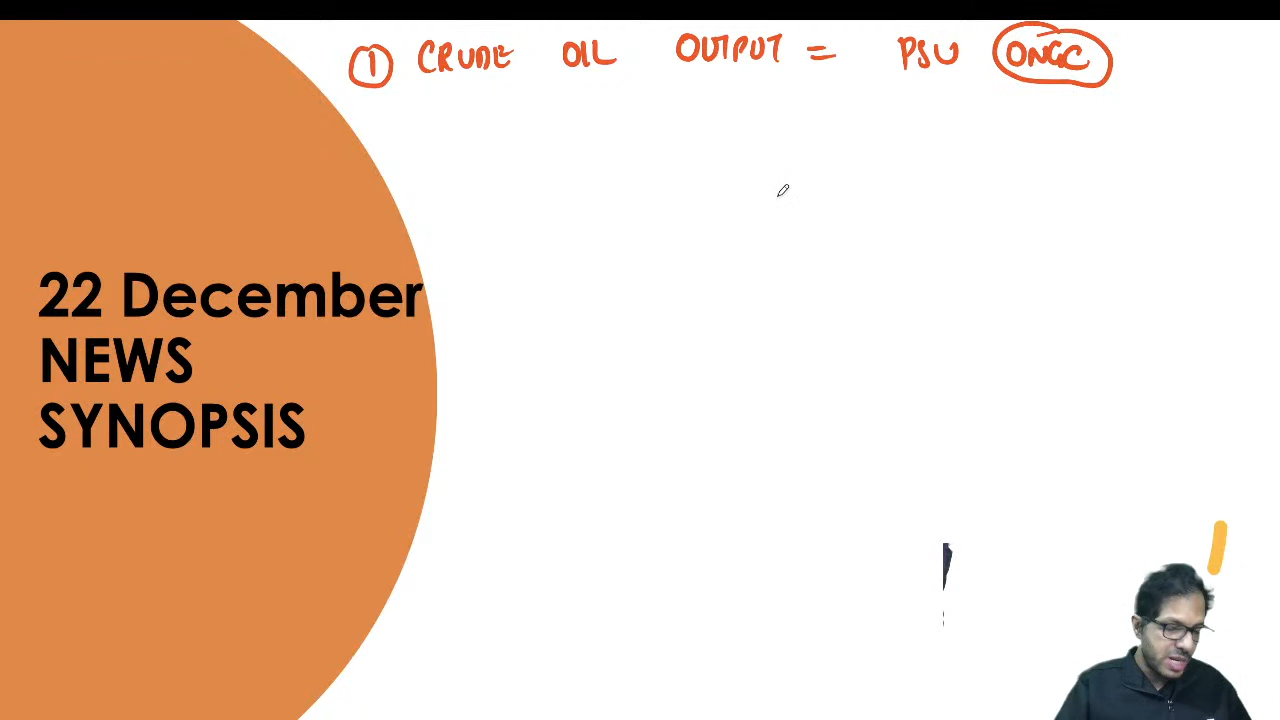 ① CRUDE OIL OUTPUT = PSU ONGC
22 December
NEWS
SYNOPSIS